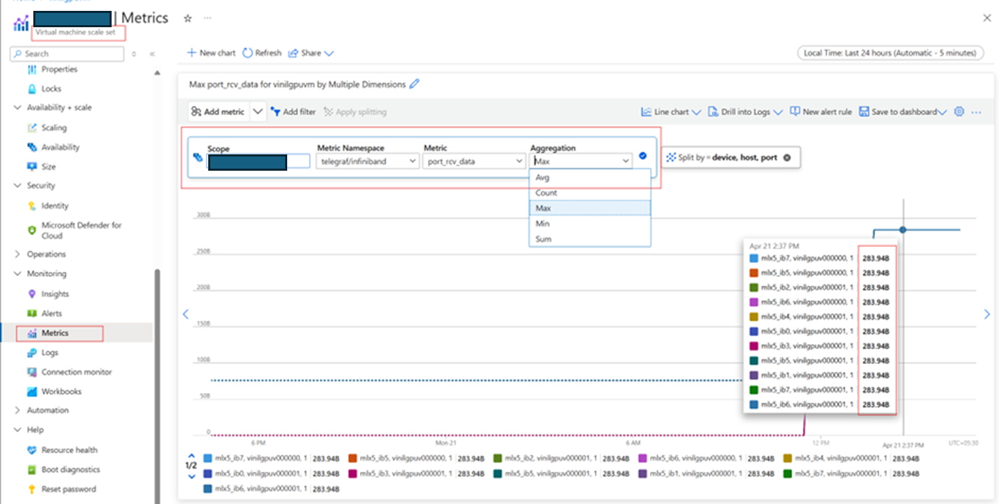 | Metrics
Virtual machine scale set
Search
Properties
Locks
Availability + scale
Scaling
Availability
Size
Security
Identity
Microsoft Defender for
Cloud
Operations
Monitoring
Insights
Alerts
Metrics
Logs
Connection monitor
Workbooks
Automation
Help
Resource health
Boot diagnostics
Reset password
New chart Refresh Share
Local Time: Last 24 hours (Automatic - 5 minutes)
Max port_rcv_data for vinilgpuvm by Multiple Dimensions
Add metric Add filter Apply splitting
Line chart Drill into Logs New alert rule Save to dashboard
Scope Metric Namespace Metric Aggregation
telegraf/infiniband port_rcv_data Max
Split by = device, host, port
Avg
Count
Max
Min
Sum
300B
250B
200B
150B
100B
50B
0
Apr 21 2:37 PM
mlx5_ib7, vinilgpuv000000, 1 283.94B
mlx5_ib5, vinilgpuv000000, 1 283.94B
mlx5_ib2, vinilgpuv000001, 1 283.94B
mlx5_ib6, vinilgpuv000000, 1 283.94B
mlx5_ib4, vinilgpuv000001, 1 283.94B
mlx5_ib0, vinilgpuv000001, 1 283.94B
mlx5_ib3, vinilgpuv000001, 1 283.94B
mlx5_ib5, vinilgpuv000001, 1 283.94B
mlx5_ib1, vinilgpuv000001, 1 283.94B
mlx5_ib7, vinilgpuv000001, 1 283.94B
mlx5_ib6, vinilgpuv000001, 1 283.94B
6 PM Mon 21 6 AM 12 PM Apr 21 2:37 PM UTC+05:30
1/2
mlx5_ib7, vinilgpuv000000, 1 283.94B mlx5_ib5, vinilgpuv000000, 1 283.94B mlx5_ib2, vinilgpuv000001, 1 283.94B mlx5_ib6, vinilgpuv000000, 1 283.94B mlx5_ib4, vinilgpuv000001, 1 283.94B
mlx5_ib0, vinilgpuv000001, 1 283.94B mlx5_ib3, vinilgpuv000001, 1 283.94B mlx5_ib5, vinilgpuv000001, 1 283.94B mlx5_ib1, vinilgpuv000001, 1 283.94B mlx5_ib7, vinilgpuv000001, 1 283.94B
mlx5_ib6, vinilgpuv000001, 1 283.94B